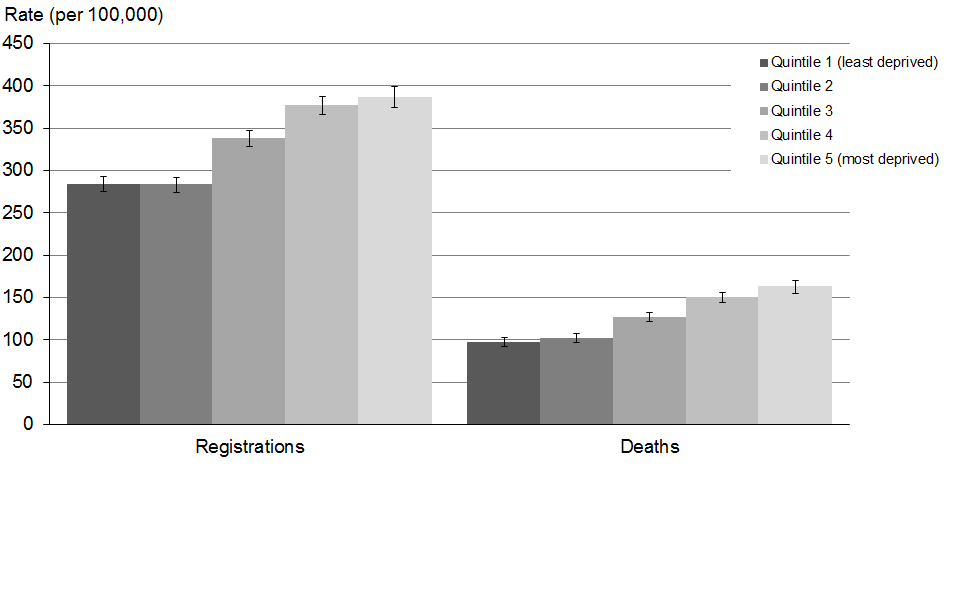 Rate (per 100,000)
450
400
350
300
250
200
150
100
50
0
Quintile 1 (least deprived)
Quintile 2
Quintile 3
Quintile 4
Quintile 5 (most deprived)
Registrations
Deaths